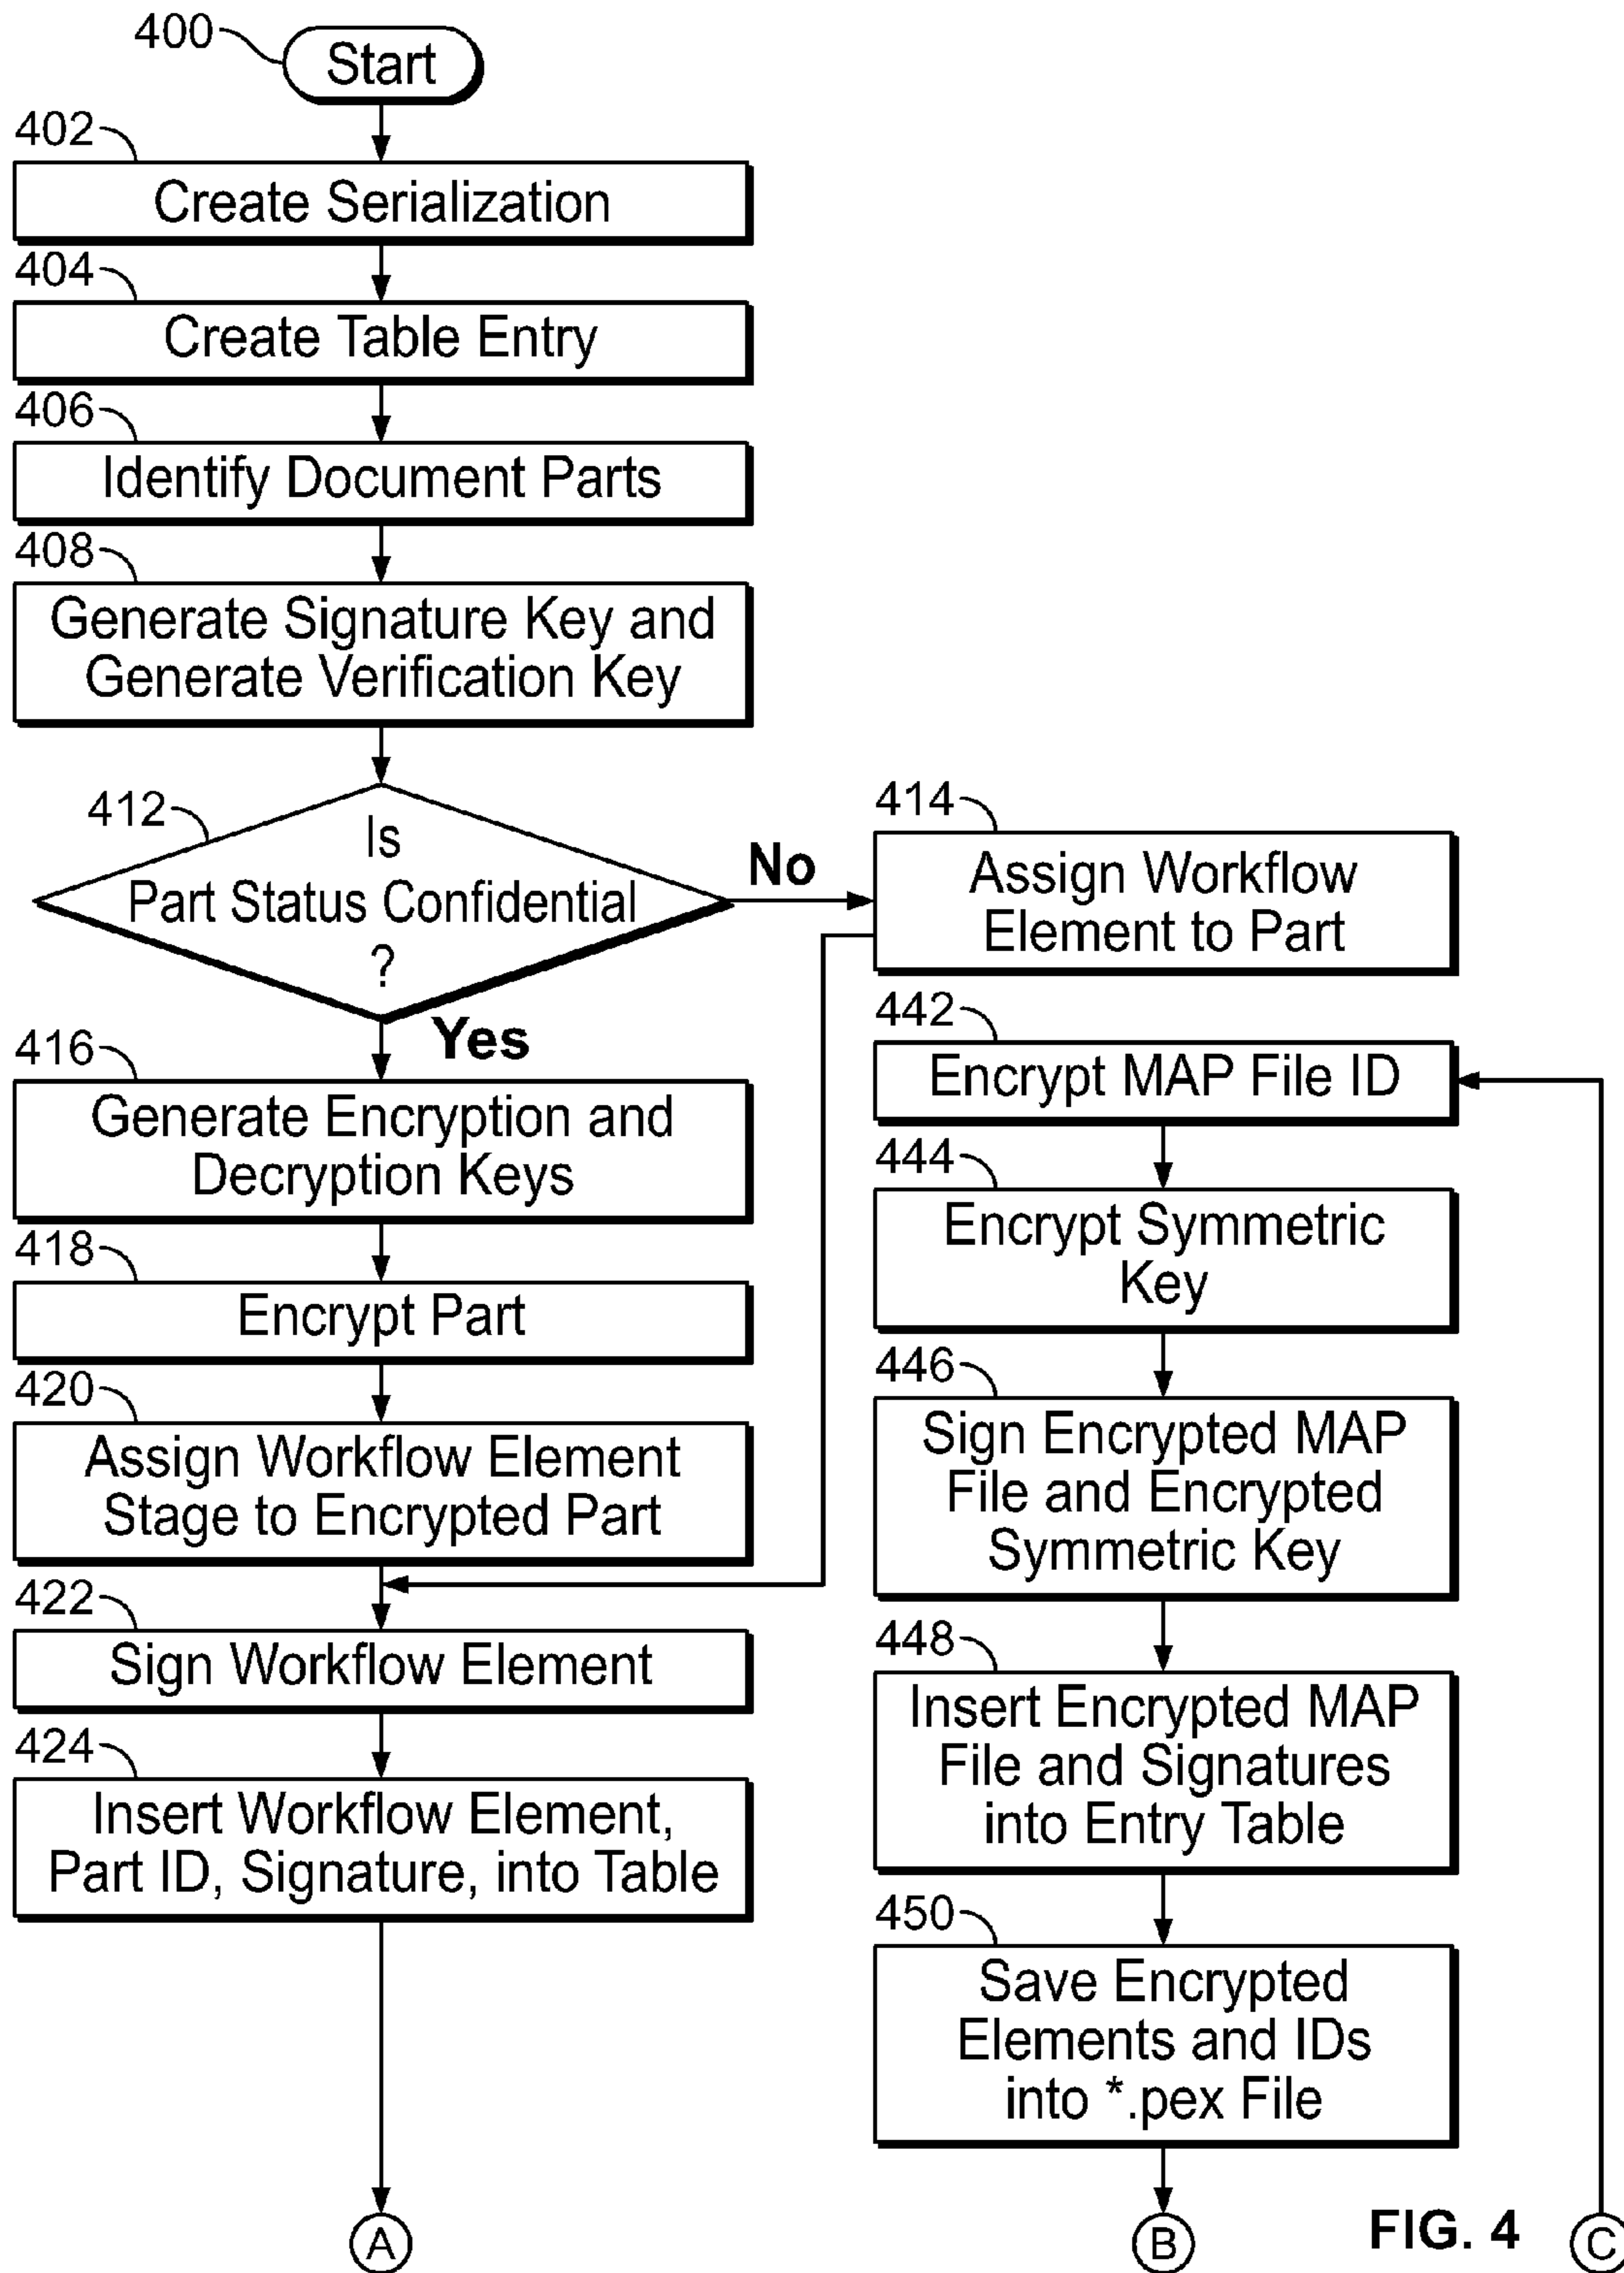 400
Start
402
Create Serialization
404
Create Table Entry
406
Identify Document Parts
408
Generate Signature Key and
Generate Verification Key
412
Is
Part Status Confidential
?
No
Yes
414
Assign Workflow
Element to Part
416
Generate Encryption and
Decryption Keys
418
Encrypt Part
420
Assign Workflow Element
Stage to Encrypted Part
422
Sign Workflow Element
424
Insert Workflow Element,
Part ID, Signature, into Table
A
442
Encrypt MAP File ID
444
Encrypt Symmetric
Key
446
Sign Encrypted MAP
File and Encrypted
Symmetric Key
448
Insert Encrypted MAP
File and Signatures
into Entry Table
450
Save Encrypted
Elements and IDs
into *.pex File
B
FIG. 4
C